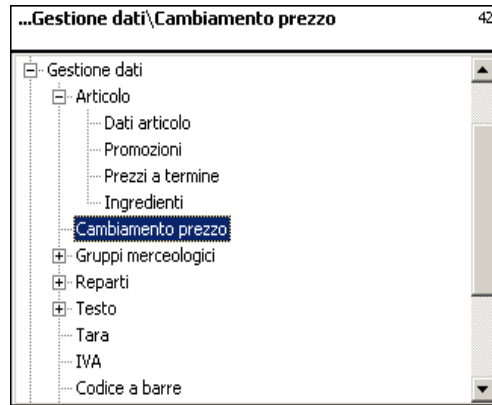 ...Gestione dati\Cambiamento prezzo 42
Gestione dati
Articolo
Dati articolo
Promozioni
Prezzi a termine
Ingredienti
Cambiamento prezzo
Gruppi merceologici
Reparti
Testo
Tara
IVA
Codice a barre